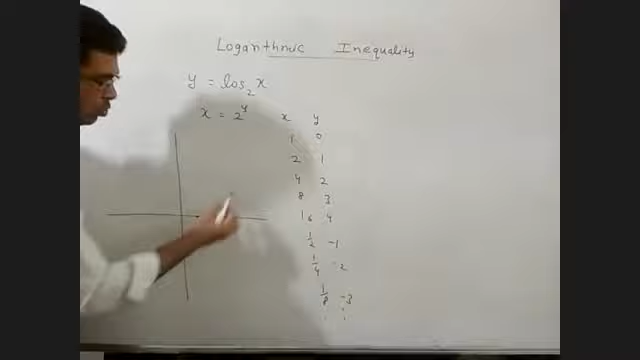 Logarithmic Inequality
y = log₂x
x = 2^y
x y
1 0
2 1
4 2
8 3
16 4
1/2 -1
1/4 -2
1/8 -3
: :